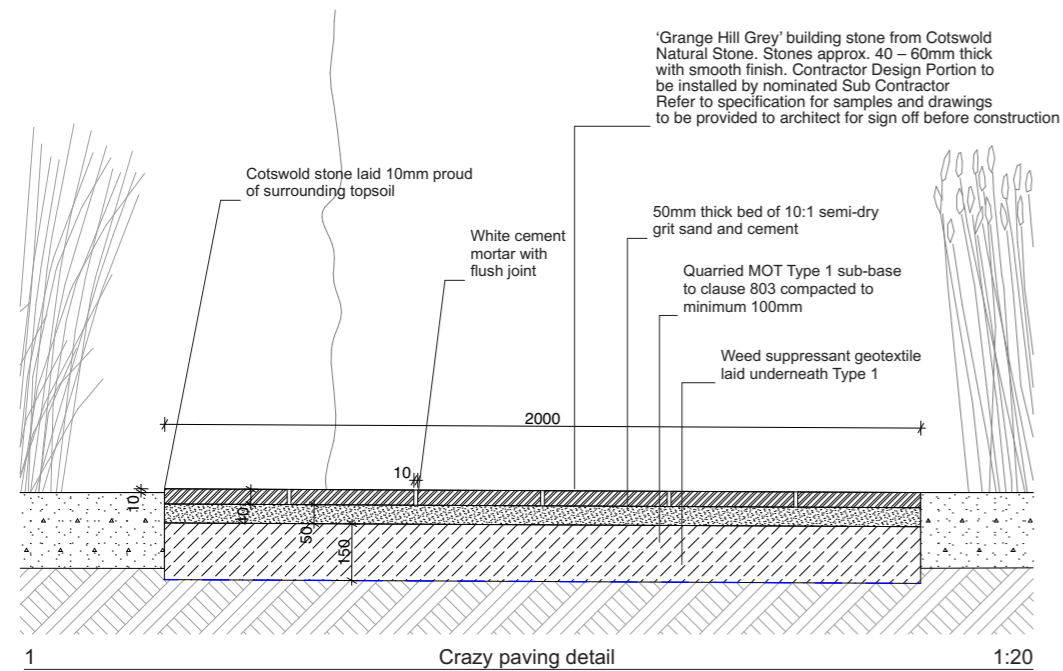 'Grange Hill Grey' building stone from Cotswold
Natural Stone. Stones approx. 40 – 60mm thick
with smooth finish. Contractor Design Portion to
be installed by nominated Sub Contractor
Refer to specification for samples and drawings
to be provided to architect for sign off before construction
Cotswold stone laid 10mm proud
of surrounding topsoil
White cement
mortar with
flush joint
50mm thick bed of 10:1 semi-dry
grit sand and cement
Quarried MOT Type 1 sub-base
to clause 803 compacted to
minimum 100mm
Weed suppressant geotextile
laid underneath Type 1
2000
10
10
40
50
150
1
Crazy paving detail
1:20